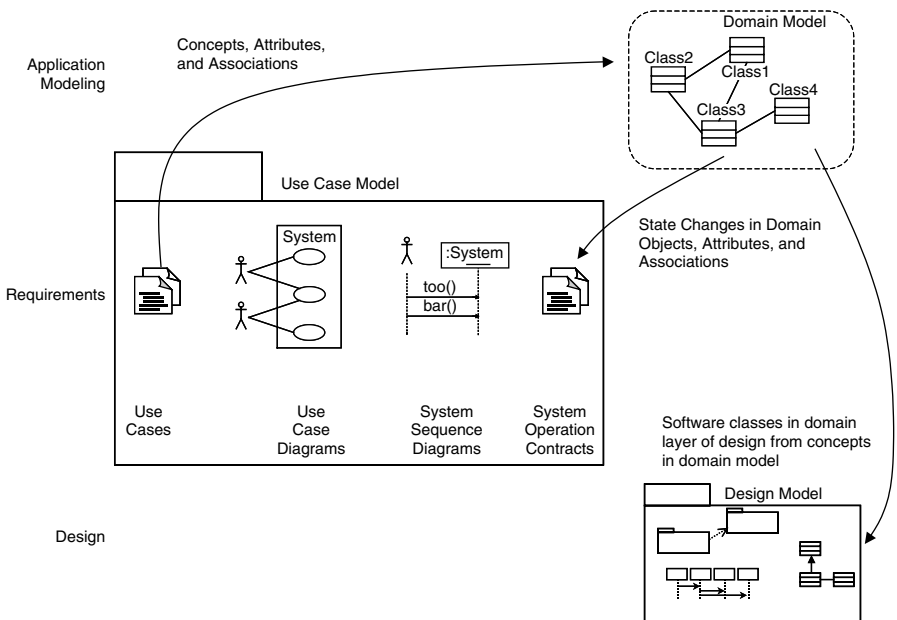 Domain Model
Concepts, Attributes,
and Associations
Application
Modeling
Class2
Class1
Class4
Class3
Use Case Model
State Changes in Domain
Objects, Attributes, and
Associations
System
:System
too()
bar()
Requirements
Use
Cases
Use
Case
Diagrams
System
Sequence
Diagrams
System
Operation
Contracts
Software classes in domain
layer of design from concepts
in domain model
Design Model
Design